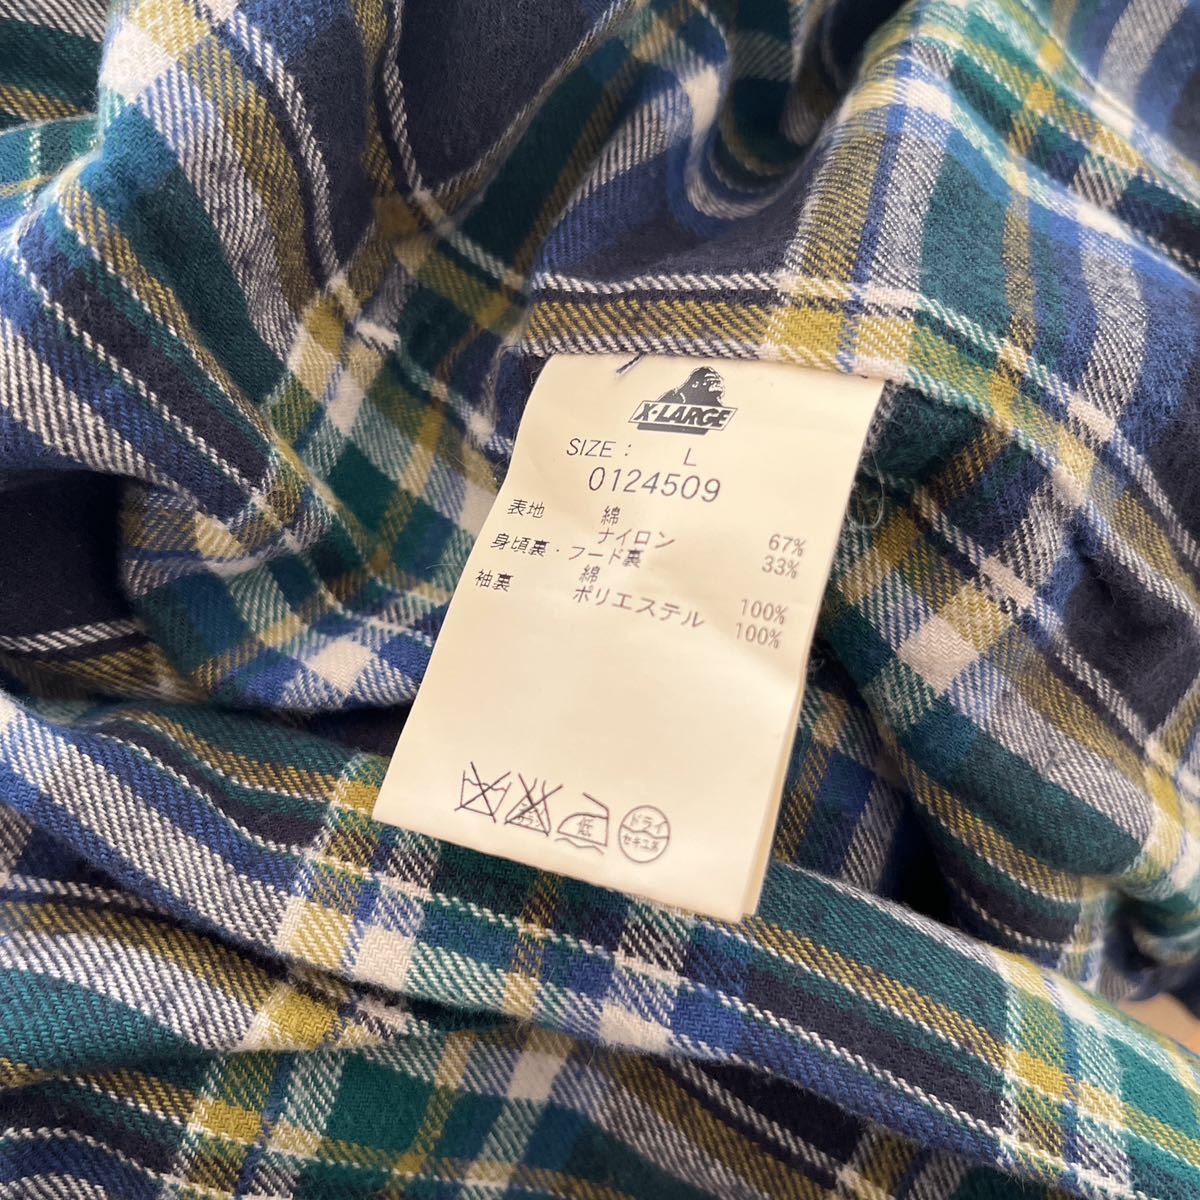 X-LARGE
SIZE: L
0124509
表地 綿 67%
ナイロン 33%
身頃裏・フード裏
綿 100%
袖裏 ポリエステル 100%
低
ドライ
セキユ系